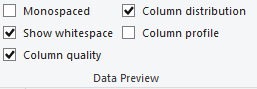 Monospaced
Column distribution
Show whitespace
Column profile
Column quality
Data Preview